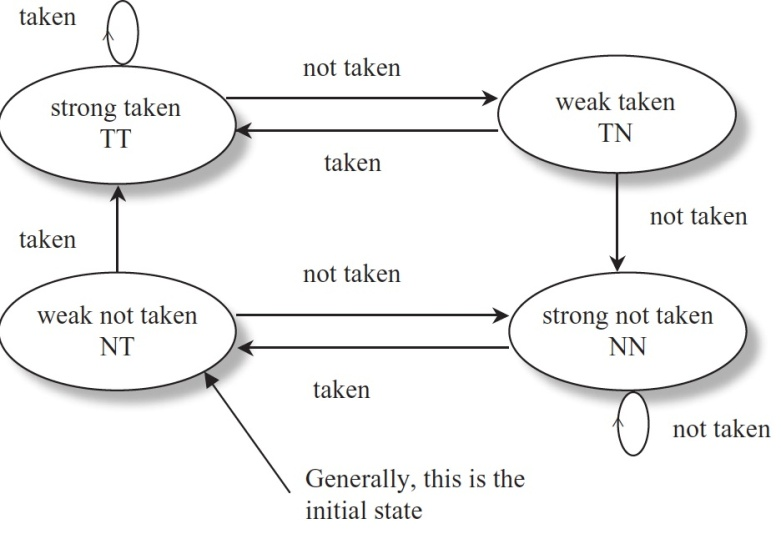 taken
not taken
strong taken
TT
weak taken
TN
taken
not taken
taken
not taken
weak not taken
NT
strong not taken
NN
taken
not taken
Generally, this is the
initial state